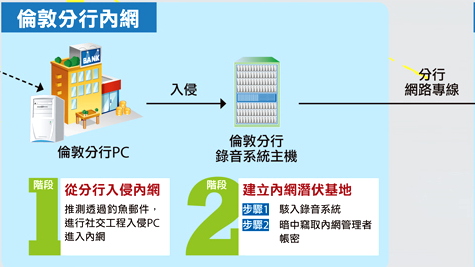 倫敦分行內網
BANK
入侵
分行
網路專線
倫敦分行PC
倫敦分行
錄音系統主機
階段
1
從分行入侵內網
推測透過釣魚郵件，
進行社交工程入侵PC
進入內網
階段
2
建立內網潛伏基地
步驟1 駭入錄音系統
步驟2 暗中竊取內網管理者
帳密